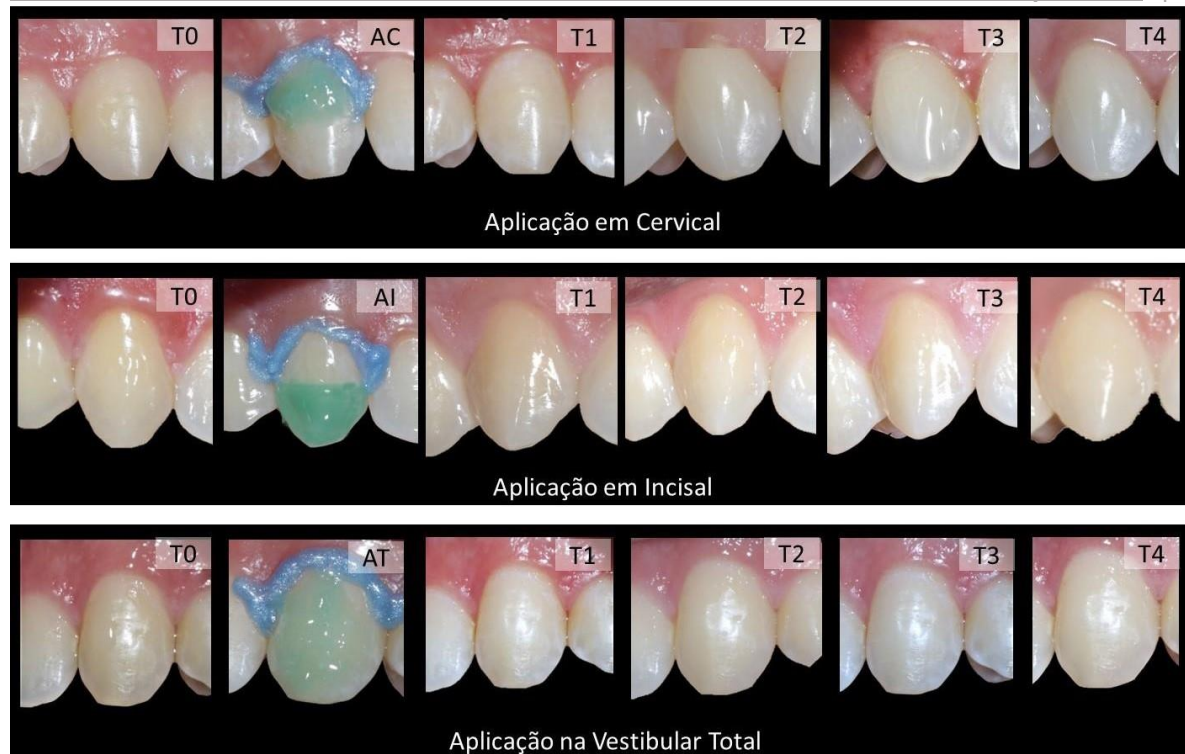 T0 AC T1 T2 T3 T4
Aplicação em Cervical
T0 AI T1 T2 T3 T4
Aplicação em Incisal
T0 AT T1 T2 T3 T4
Aplicação na Vestibular Total